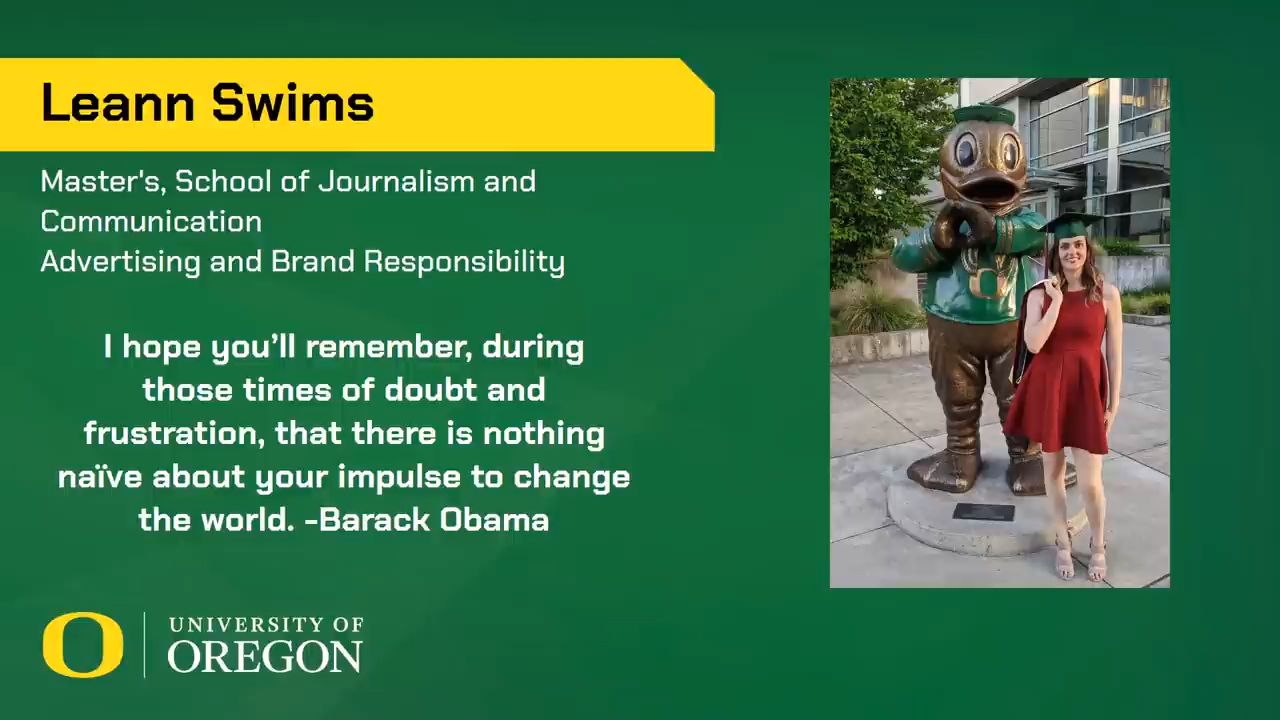 Leann Swims
Master's, School of Journalism and
Communication
Advertising and Brand Responsibility
I hope you’ll remember, during
those times of doubt and
frustration, that there is nothing
naïve about your impulse to change
the world. -Barack Obama
O
UNIVERSITY OF
OREGON
O